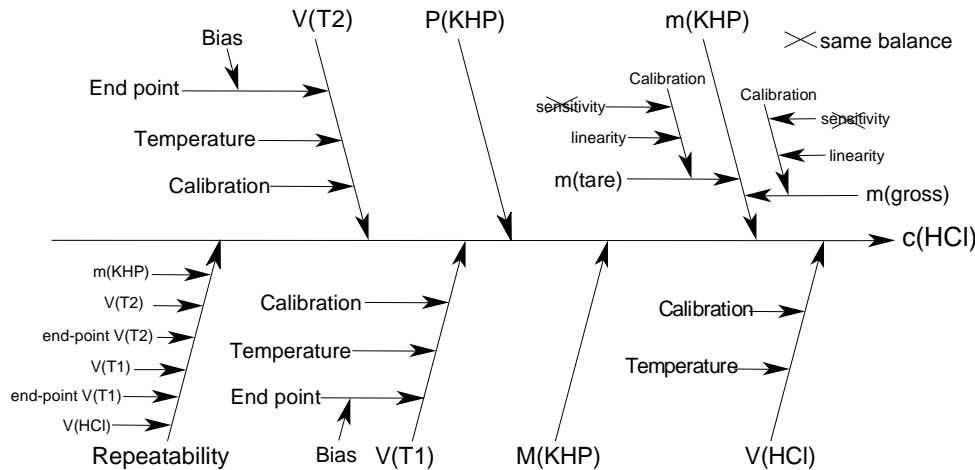 V(T2)
P(KHP)
m(KHP)
same balance
Bias
End point
Temperature
Calibration
Calibration
sensitivity
linearity
m(tare)
Calibration
sensitivity
linearity
m(gross)
c(HCl)
m(KHP)
V(T2)
end-point V(T2)
V(T1)
end-point V(T1)
V(HCl)
Repeatability
Calibration
Temperature
End point
Bias
V(T1)
M(KHP)
Calibration
Temperature
V(HCl)